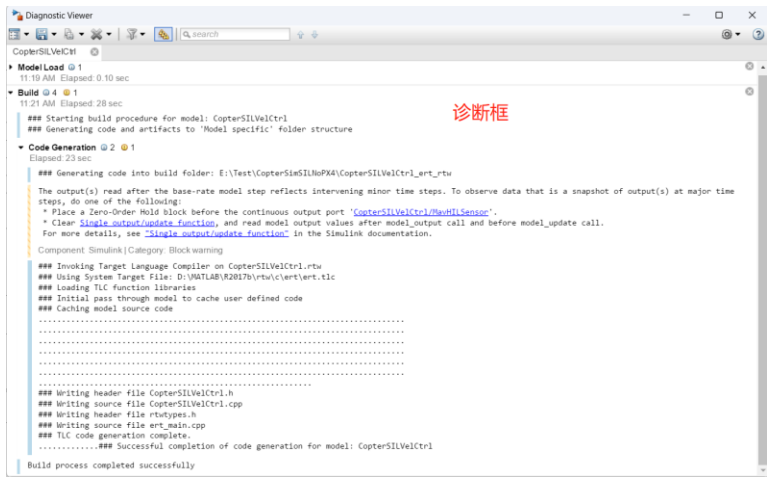 Diagnostic Viewer
search
CopterSILVelCtrl
Model Load 1
11:19 AM Elapsed: 0.10 sec
Build 4 1
11:21 AM Elapsed: 28 sec
诊断框
### Starting build procedure for model: CopterSILVelCtrl
### Generating code and artifacts to 'Model specific' folder structure
Code Generation 2 1
Elapsed: 23 sec
### Generating code into build folder: E:\Test\CopterSimSILNoPX4\CopterSILVelCtrl_ert_rtw
The output(s) read after the base-rate model step reflects intervening minor time steps. To observe data that is a snapshot of output(s) at major time
steps, do one of the following:
* Place a Zero-Order Hold block before the continuous output port 'CopterSILVelCtrl/MavHILSensor'.
* Clear Single output/update function, and read model output values after model_output call and before model_update call.
For more details, see "Single output/update function" in the Simulink documentation.
Component: Simulink | Category: Block warning
### Invoking Target Language Compiler on CopterSILVelCtrl.rtw
### Using System Target File: D:\MATLAB\R2017b\rtw\c\ert\ert.tlc
### Loading TLC function libraries
### Initial pass through model to cache user defined code
### Caching model source code
.............................................................................
.............................................................................
.............................................................................
.............................................................................
.............................................................................
.............................................................................
..........................................................
### Writing header file CopterSILVelCtrl.h
### Writing source file CopterSILVelCtrl.cpp
### Writing header file rtwtypes.h
### Writing source file ert_main.cpp
### TLC code generation complete.
.............### Successful completion of code generation for model: CopterSILVelCtrl
Build process completed successfully